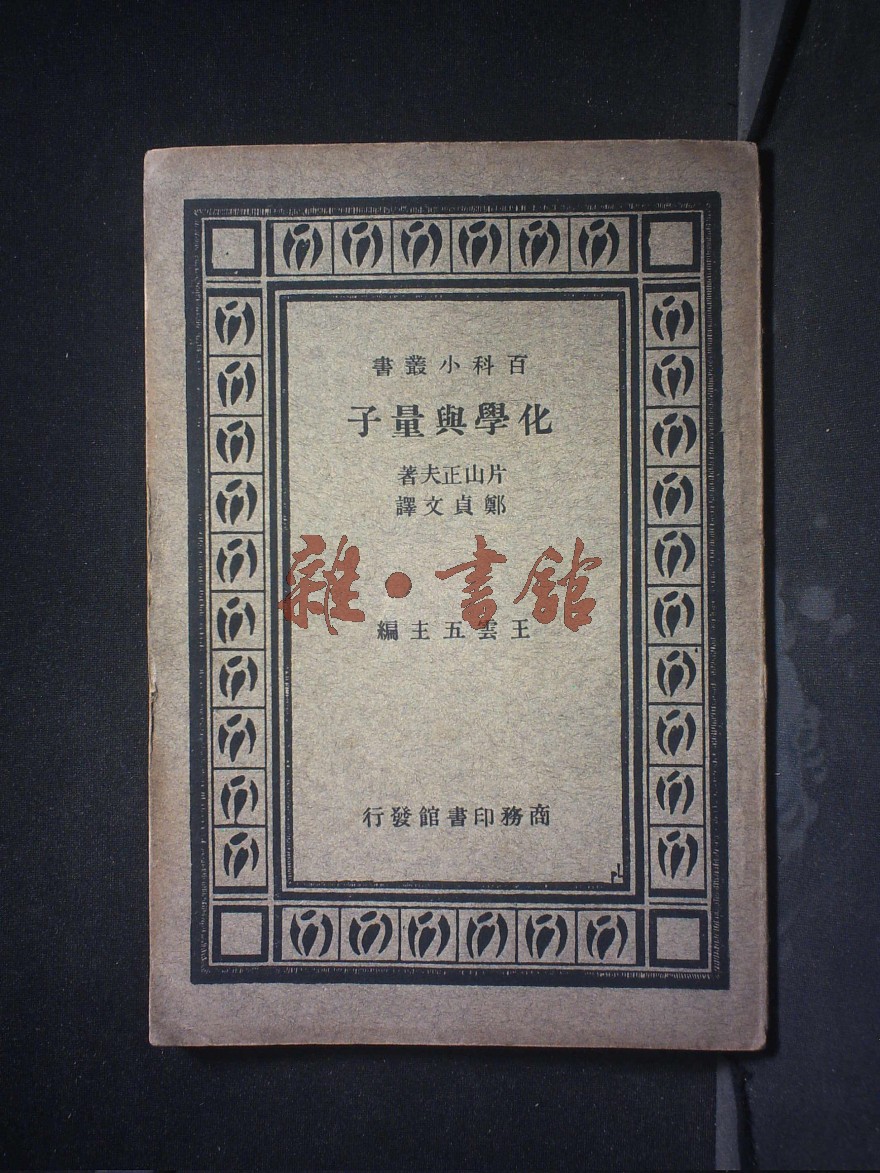 百科小叢書
化學與量子
片山正夫著
鄭貞文譯
雜·書館
王雲五主編
商務印書館發行